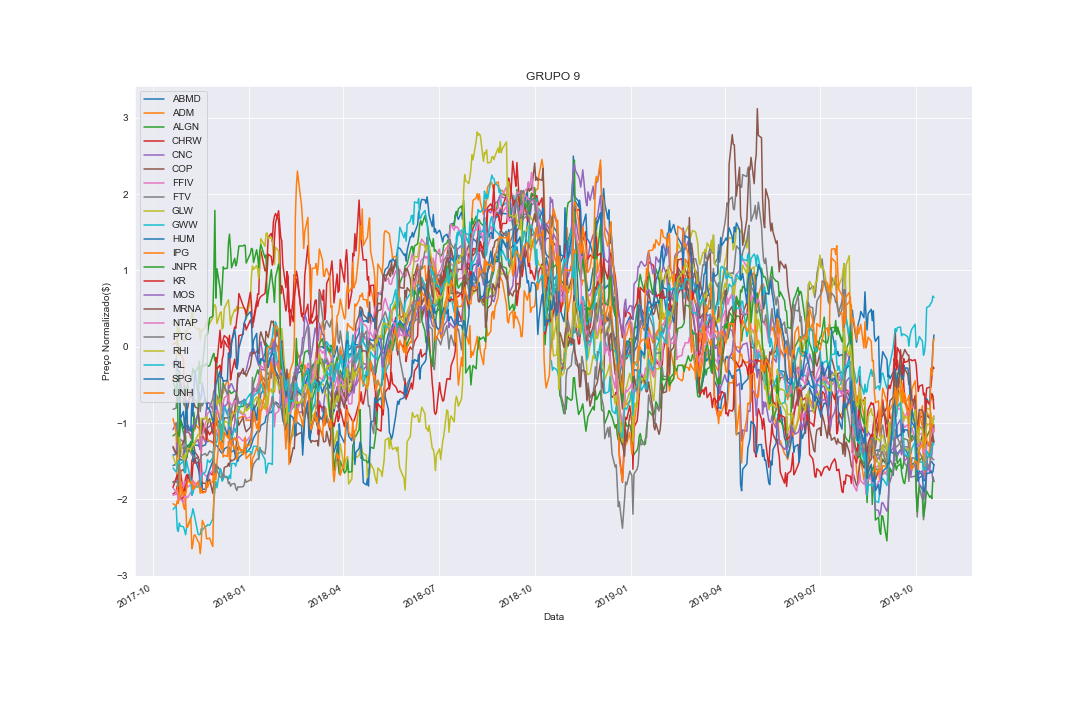 GRUPO 9
ABMD
ADM
ALGN
CHRW
CNC
COP
FFIV
FTV
GLW
GWW
HUM
IPG
JNPR
KR
MOS
MRNA
NTAP
PTC
RHI
RL
SPG
UNH
Preço Normalizado($)
3
2
1
0
−1
−2
−3
2017-10
2018-01
2018-04
2018-07
2018-10
2019-01
2019-04
2019-07
2019-10
Data